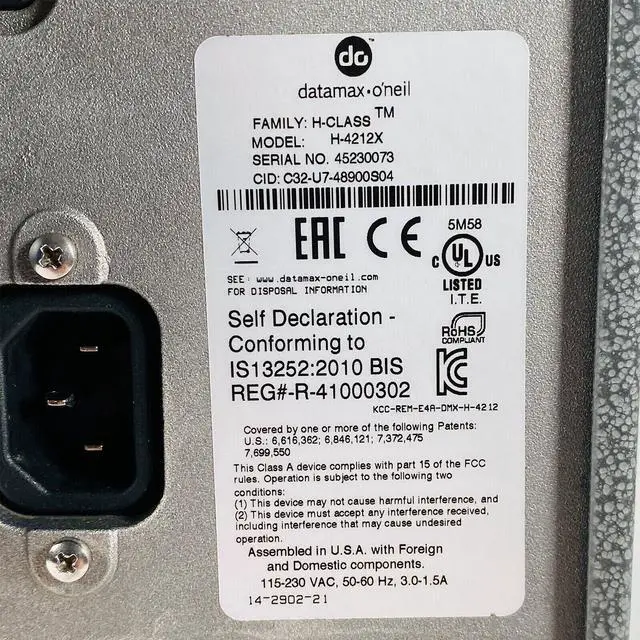 dc™
datamax•o'neil
FAMILY: H-CLASS™
MODEL: H-4212X
SERIAL NO. 45230073
CID: C32-U7-48900S04
EAC CE
5M58
C UL US
LISTED
I.T.E.
SEE: www.datamax-oneil.com
FOR DISPOSAL INFORMATION
Self Declaration -
Conforming to
IS13252:2010 BIS
REG#-R-41000302
RoHS
COMPLIANT
KC
KCC-REM-E4A-DMX-H-4212
Covered by one or more of the following Patents:
U.S.: 6,616,362; 6,846,121; 7,372,475
7,699,550
This Class A device complies with part 15 of the FCC
rules. Operation is subject to the following two
conditions:
(1) This device may not cause harmful interference, and
(2) This device must accept any interference received,
including interference that may cause undesired
operation.
Assembled in U.S.A. with Foreign
and Domestic components.
115-230 VAC, 50-60 Hz, 3.0-1.5A
14-2902-21